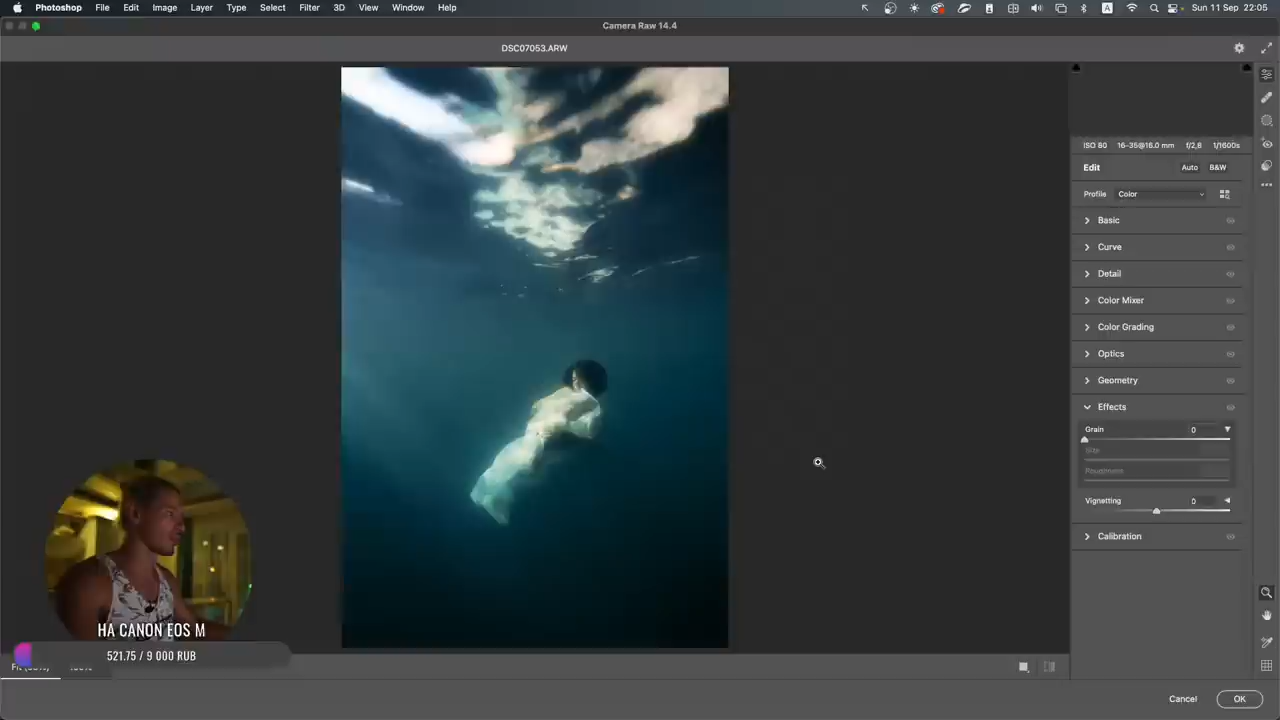 Photoshop File Edit Image Layer Type Select Filter 3D View Window Help
A
Sun 11 Sep 22:05
Camera Raw 14.4
DSC07053.ARW
ISO 80 16–35@16.0 mm f/2,8 1/1600s
Edit Auto B&W
Profile Color
Basic
Curve
Detail
Color Mixer
Color Grading
Optics
Geometry
Effects
Grain 0
Size
Roughness
Vignetting 0
Calibration
НА CANON EOS M
521.75 / 9 000 RUB
Cancel OK